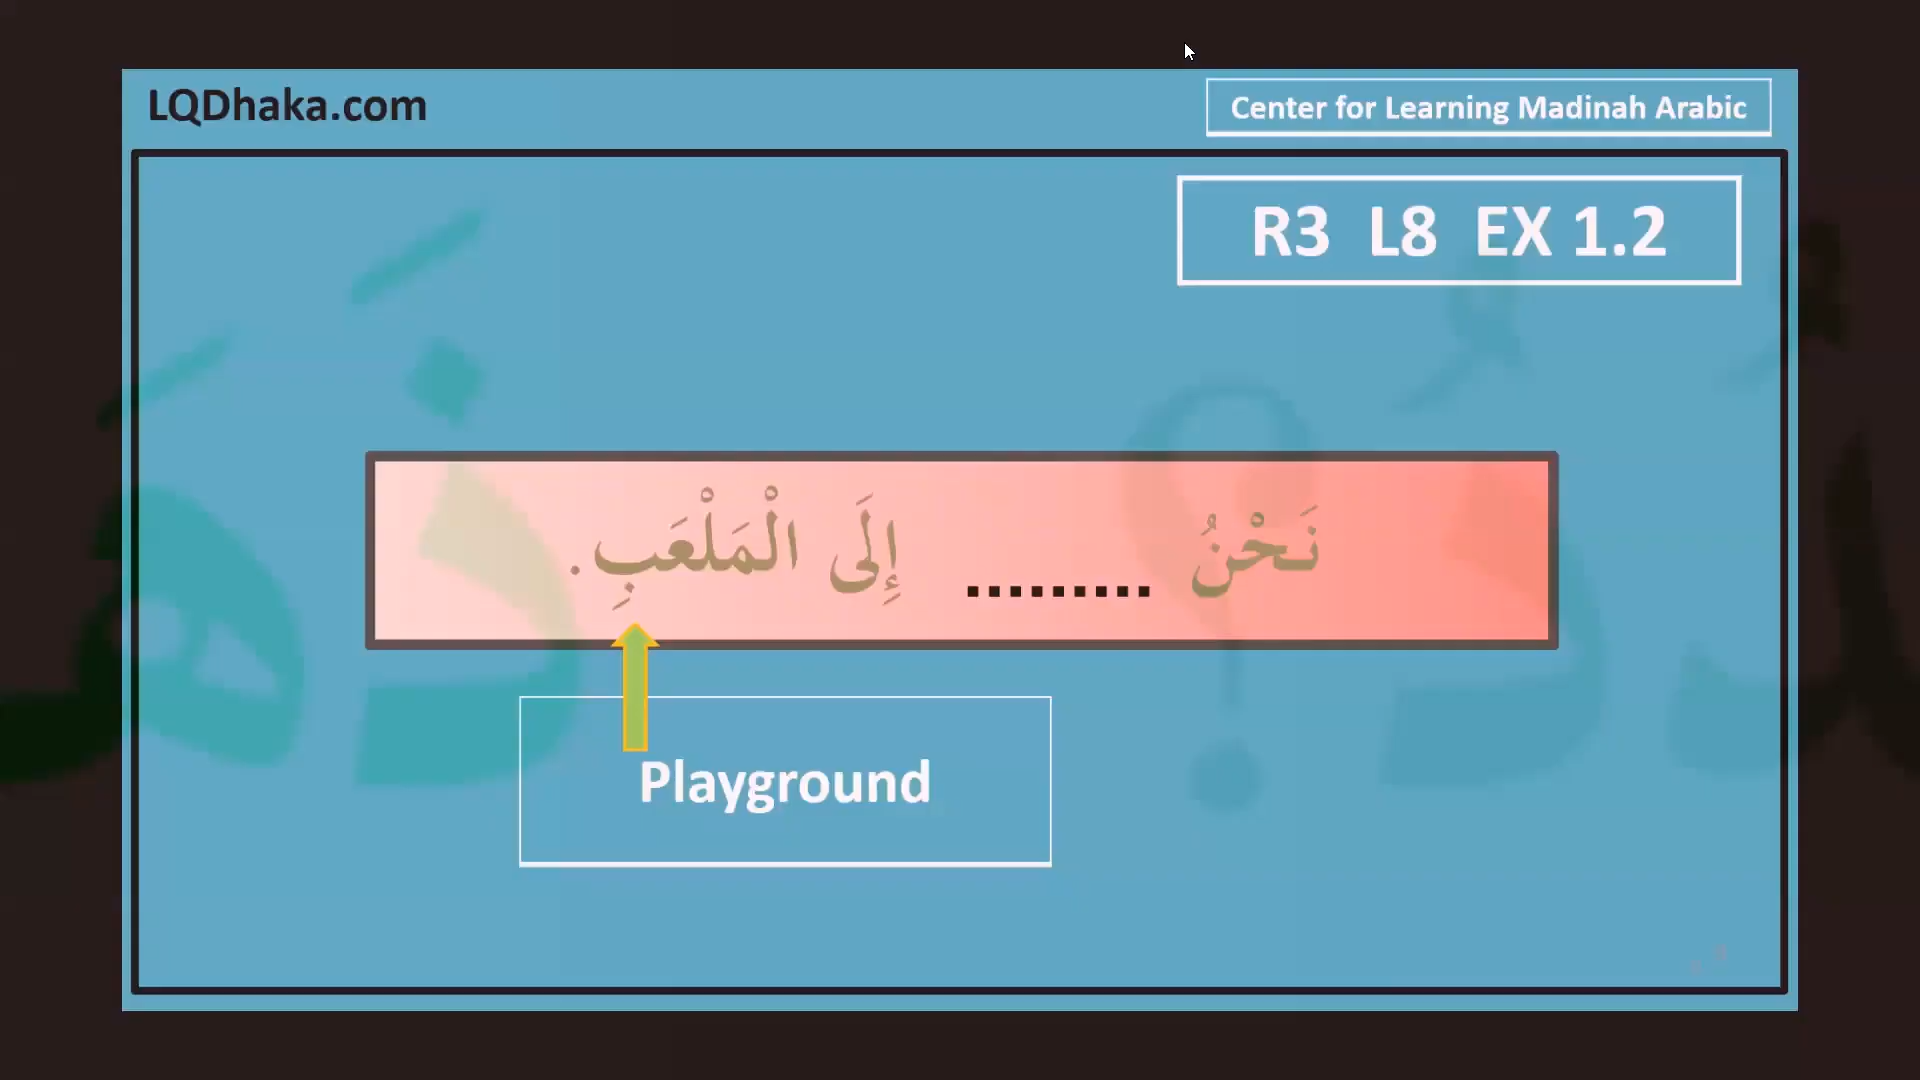 LQDhaka.com
Center for Learning Madinah Arabic
R3 L8 EX 1.2
نَحْنُ ......... إِلَى الْمَلْعَبِ.
Playground